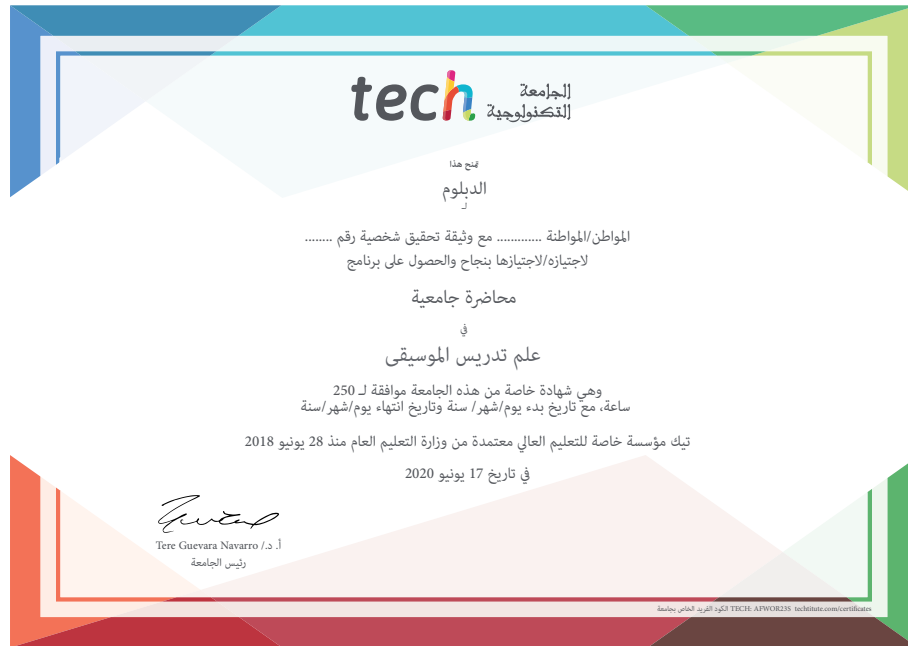 tech الجامعة
التكنولوجية
تمنح هذا
الدبلوم
لـ
المواطن/المواطنة ............. مع وثيقة تحقيق شخصية رقم ........
لاجتيازه/لاجتيازها بنجاح والحصول على برنامج
محاضرة جامعية
في
علم تدريس الموسيقى
وهي شهادة خاصة من هذه الجامعة موافقة لـ 250
ساعة، مع تاريخ بدء يوم/شهر/ سنة وتاريخ انتهاء يوم/شهر/سنة
تيك مؤسسة خاصة للتعليم العالي معتمدة من وزارة التعليم العام منذ 28 يونيو 2018
في تاريخ 17 يونيو 2020
أ. د./ Tere Guevara Navarro
رئيس الجامعة
الكود الفريد الخاص بجامعة TECH: AFWOR23S techtitute.com/certificates